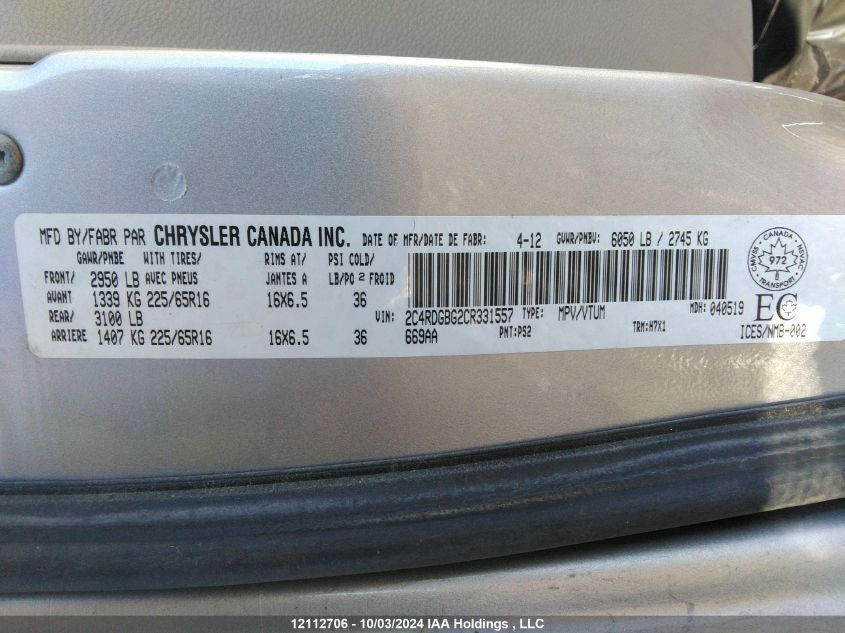 MFD BY/FABR PAR CHRYSLER CANADA INC. DATE OF MFR/DATE DE FABR: 4-12 GVWR/PNBV: 6050 LB / 2745 KG
GAWR/PNBE WITH TIRES/ RIMS AT/ PSI COLD/
FRONT/ 2950 LB AVEC PNEUS JANTES A LB/PO 2 FROID
AVANT 1339 KG 225/65R16 16X6.5 36
REAR/ 3100 LB
ARRIERE 1407 KG 225/65R16 16X6.5 36
VIN: 2C4RDGBG2CR331557 TYPE: MPV/VTUM MDH: 040519
669AA PNT:PS2 TRM:H7X1
CANADA
CMVSS NSVAC
972
TRANSPORT
EC
ICES/NMB-002
12112706 - 10/03/2024 IAA Holdings , LLC